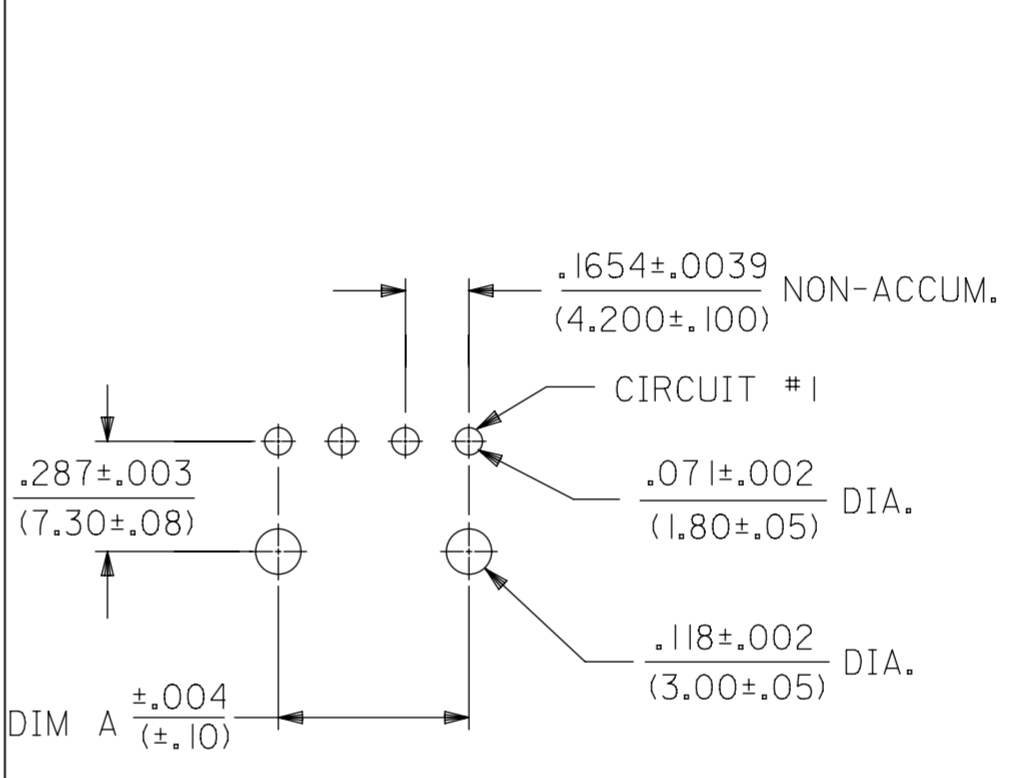 .1654±.0039 NON-ACCUM.
(4.200±.100)
CIRCUIT #1
.287±.003
(7.30±.08)
.071±.002 DIA.
(1.80±.05)
.118±.002 DIA.
(3.00±.05)
DIM A ±.004
(±.10)